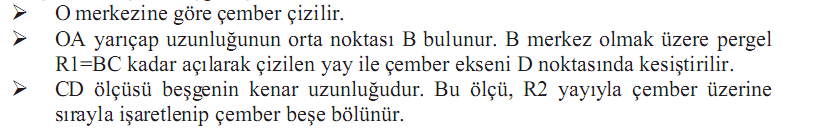 ➢ O merkezine göre çember çizilir.
➢ OA yarıçap uzunluğunun orta noktası B bulunur. B merkez olmak üzere pergel
R1=BC kadar açılarak çizilen yay ile çember ekseni D noktasında kesiştirilir.
➢ CD ölçüsü beşgenin kenar uzunluğudur. Bu ölçü, R2 yayıyla çember üzerine
sırayla işaretlenip çember beşe bölünür.